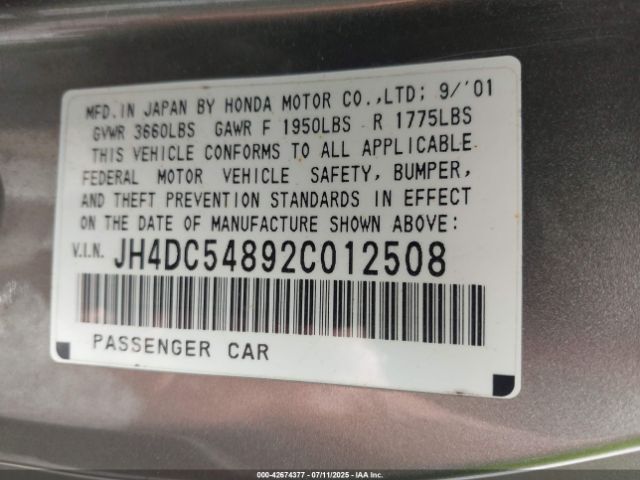 MFD.IN JAPAN BY HONDA MOTOR CO.,LTD; 9/'01
GVWR 3660LBS GAWR F 1950LBS R 1775LBS
THIS VEHICLE CONFORMS TO ALL APPLICABLE
FEDERAL MOTOR VEHICLE SAFETY, BUMPER,
AND THEFT PREVENTION STANDARDS IN EFFECT
ON THE DATE OF MANUFACTURE SHOWN ABOVE:
V.I.N. JH4DC54892C012508
PASSENGER CAR
000-42674377 - 07/11/2025 - IAA Inc.